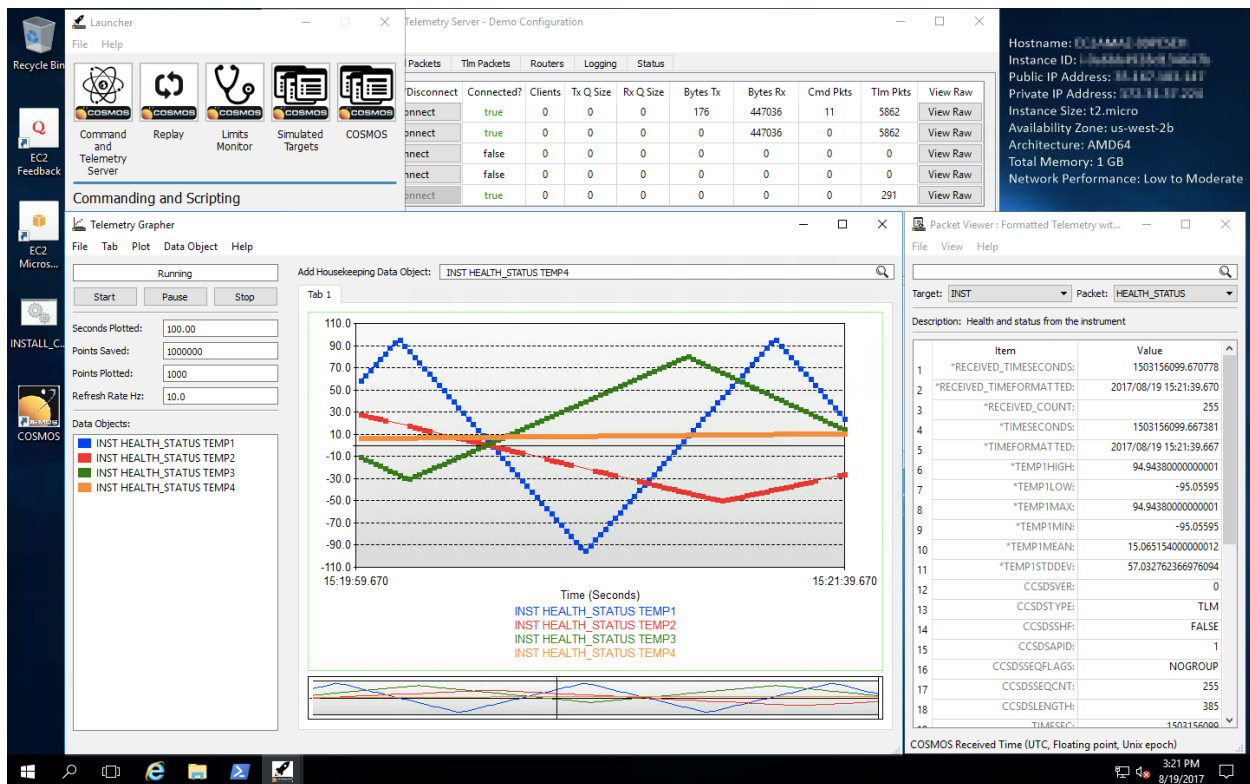 Recycle Bin
EC2
Feedback
EC2
Micros...
INSTALL_C...
COSMOS
Launcher
File Help
COSMOS COSMOS COSMOS COSMOS COSMOS
Command and Telemetry Server
Replay
Limits Monitor
Simulated Targets
COSMOS
Commanding and Scripting
Telemetry Server - Demo Configuration
Packets Tlm Packets Routers Logging Status
Disconnect Connected? Clients Tx Q Size Rx Q Size Bytes Tx Bytes Rx Cmd Pkts Tlm Pkts View Raw
onnect true 0 0 0 176 447036 11 5862 View Raw
onnect true 0 0 0 0 447036 0 5862 View Raw
nnect false 0 0 0 0 0 0 0 View Raw
nnect false 0 0 0 0 0 0 0 View Raw
onnect true 0 0 0 0 0 0 291 View Raw
Hostname:
Instance ID:
Public IP Address:
Private IP Address:
Instance Size: t2.micro
Availability Zone: us-west-2b
Architecture: AMD64
Total Memory: 1 GB
Network Performance: Low to Moderate
Telemetry Grapher
File Tab Plot Data Object Help
Running
Start Pause Stop
Seconds Plotted: 100.00
Points Saved: 1000000
Points Plotted: 1000
Refresh Rate Hz: 10.0
Data Objects:
INST HEALTH_STATUS TEMP1
INST HEALTH_STATUS TEMP2
INST HEALTH_STATUS TEMP3
INST HEALTH_STATUS TEMP4
Add Housekeeping Data Object: INST HEALTH_STATUS TEMP4
Tab 1
110.0
90.0
70.0
50.0
30.0
10.0
-10.0
-30.0
-50.0
-70.0
-90.0
-110.0
15:19:59.670 15:21:39.670
Time (Seconds)
INST HEALTH_STATUS TEMP1
INST HEALTH_STATUS TEMP2
INST HEALTH_STATUS TEMP3
INST HEALTH_STATUS TEMP4
Packet Viewer : Formatted Telemetry wit...
File View Help
Target: INST Packet: HEALTH_STATUS
Description: Health and status from the instrument
Item Value
1 *RECEIVED_TIMESECONDS: 1503156099.670778
2 *RECEIVED_TIMEFORMATTED: 2017/08/19 15:21:39.670
3 *RECEIVED_COUNT: 255
4 *TIMESECONDS: 1503156099.667381
5 *TIMEFORMATTED: 2017/08/19 15:21:39.667
6 *TEMP1HIGH: 94.94380000000001
7 *TEMP1LOW: -95.05595
8 *TEMP1MAX: 94.94380000000001
9 *TEMP1MIN: -95.05595
10 *TEMP1MEAN: 15.065154000000012
11 *TEMP1STDDEV: 57.032762366976094
12 CCSDSVER: 0
13 CCSDSTYPE: TLM
14 CCSDSSHF: FALSE
15 CCSDSAPID: 1
16 CCSDSSEQFLAGS: NOGROUP
17 CCSDSSEQCNT: 255
18 CCSDSLENGTH: 385
TIMESEC: 1503156099
COSMOS Received Time (UTC, Floating point, Unix epoch)
3:21 PM
8/19/2017